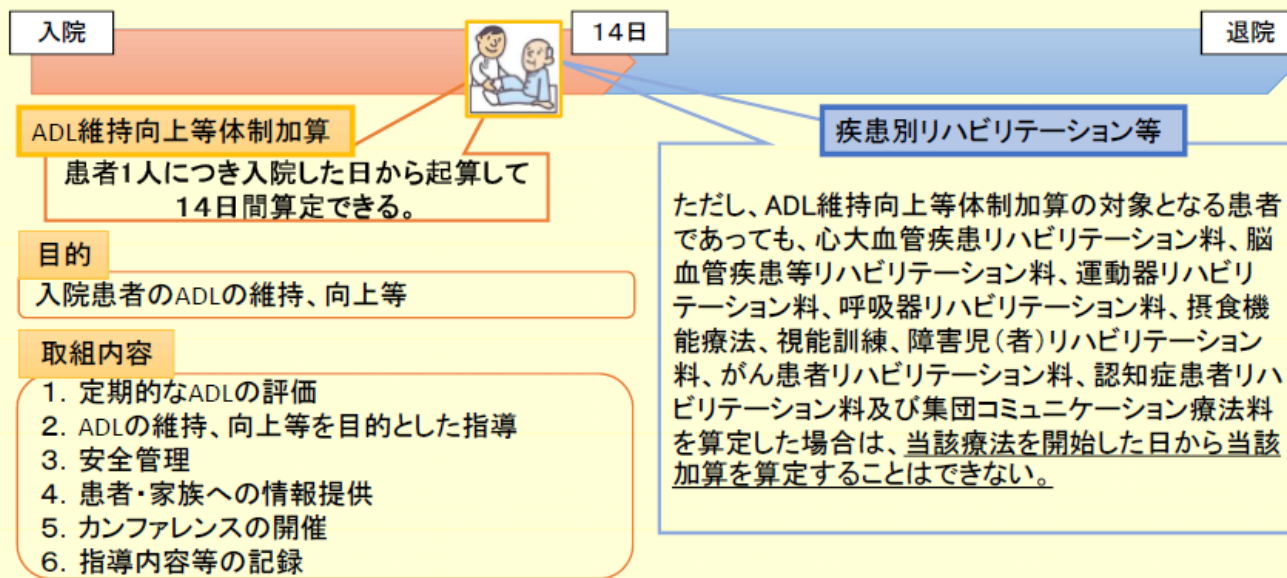 入院
14日
退院
ADL維持向上等体制加算
患者1人につき入院した日から起算して
14日間算定できる。
目的
入院患者のADLの維持、向上等
取組内容
1. 定期的なADLの評価
2. ADLの維持、向上等を目的とした指導
3. 安全管理
4. 患者・家族への情報提供
5. カンファレンスの開催
6. 指導内容等の記録
疾患別リハビリテーション等
ただし、ADL維持向上等体制加算の対象となる患者
であっても、心大血管疾患リハビリテーション料、脳
血管疾患等リハビリテーション料、運動器リハビリ
テーション料、呼吸器リハビリテーション料、摂食機
能療法、視能訓練、障害児(者)リハビリテーション
料、がん患者リハビリテーション料、認知症患者リハ
ビリテーション料及び集団コミュニケーション療法料
を算定した場合は、当該療法を開始した日から当該
加算を算定することはできない。